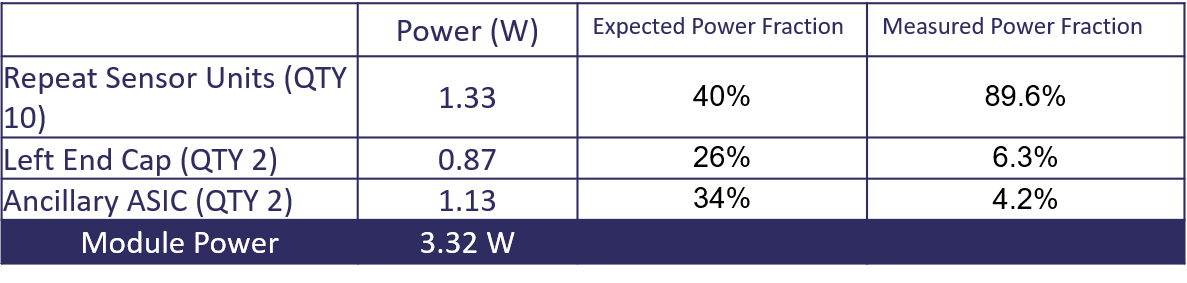 Power (W) Expected Power Fraction Measured Power Fraction
Repeat Sensor Units (QTY
10) 1.33 40% 89.6%
Left End Cap (QTY 2) 0.87 26% 6.3%
Ancillary ASIC (QTY 2) 1.13 34% 4.2%
Module Power 3.32 W